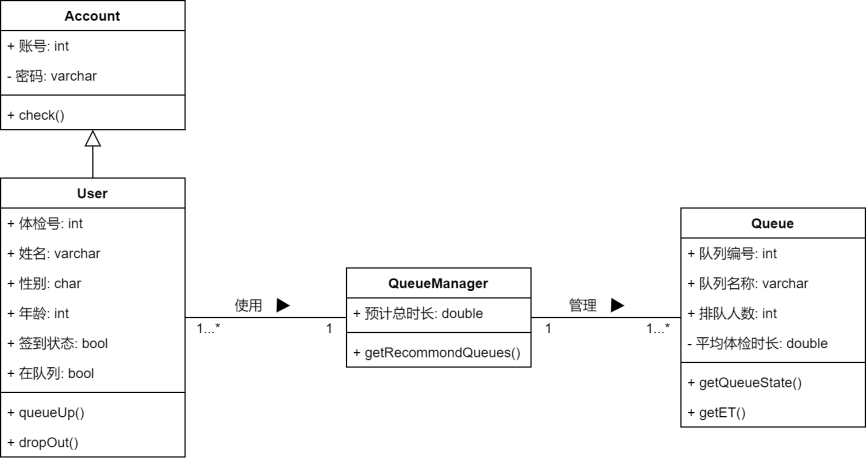 Account
+ 账号: int
- 密码: varchar
+ check()
User
+ 体检号: int
+ 姓名: varchar
+ 性别: char
+ 年龄: int
+ 签到状态: bool
+ 在队列: bool
+ queueUp()
+ dropOut()
使用
1...*
1
QueueManager
+ 预计总时长: double
+ getRecommondQueues()
管理
1
1...*
Queue
+ 队列编号: int
+ 队列名称: varchar
+ 排队人数: int
- 平均体检时长: double
+ getQueueState()
+ getET()